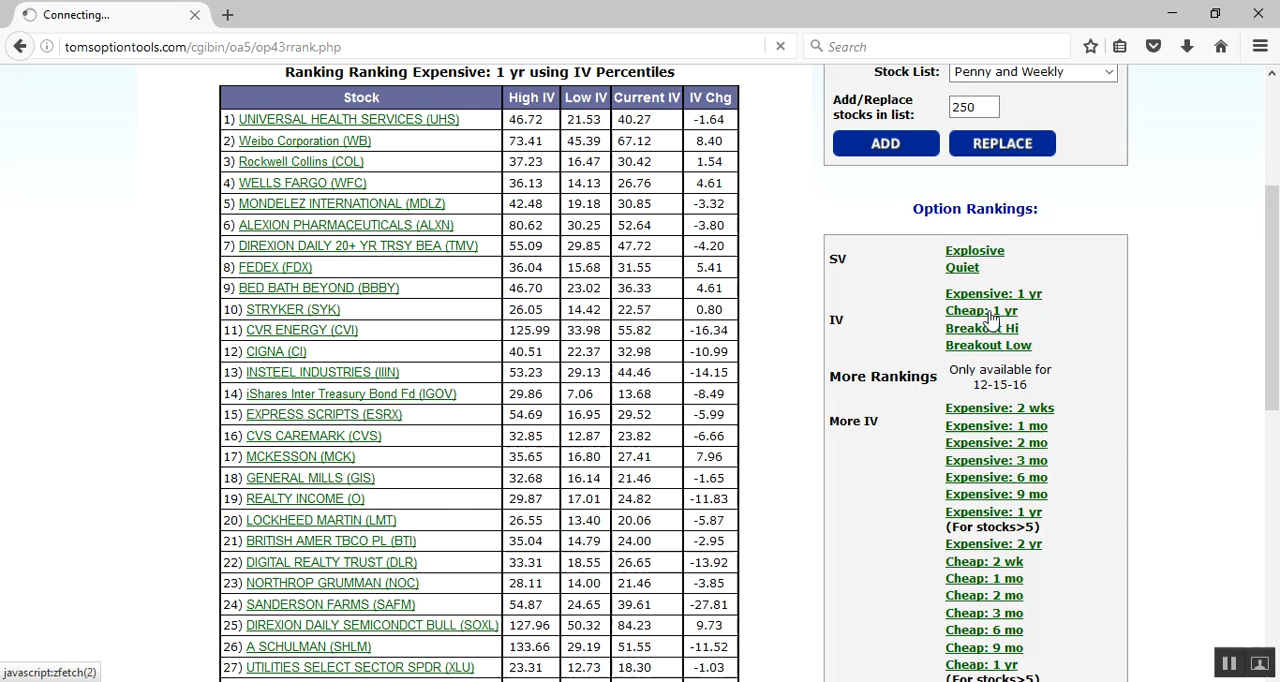 Connecting...
tomsoptiontools.com/cgibin/oa5/op43rrank.php
Search
Ranking Ranking Expensive: 1 yr using IV Percentiles
Stock High IV Low IV Current IV IV Chg
1) UNIVERSAL HEALTH SERVICES (UHS) 46.72 21.53 40.27 -1.64
2) Weibo Corporation (WB) 73.41 45.39 67.12 8.40
3) Rockwell Collins (COL) 37.23 16.47 30.42 1.54
4) WELLS FARGO (WFC) 36.13 14.13 26.76 4.61
5) MONDELEZ INTERNATIONAL (MDLZ) 42.48 19.18 30.85 -3.32
6) ALEXION PHARMACEUTICALS (ALXN) 80.62 30.25 52.64 -3.80
7) DIREXION DAILY 20+ YR TRSY BEA (TMV) 55.09 29.85 47.72 -4.20
8) FEDEX (FDX) 36.04 15.68 31.55 5.41
9) BED BATH BEYOND (BBBY) 46.70 23.02 36.33 4.61
10) STRYKER (SYK) 26.05 14.42 22.57 0.80
11) CVR ENERGY (CVI) 125.99 33.98 55.82 -16.34
12) CIGNA (CI) 40.51 22.37 32.98 -10.99
13) INSTEEL INDUSTRIES (IIIN) 53.23 29.13 44.46 -14.15
14) iShares Inter Treasury Bond Fd (IGOV) 29.86 7.06 13.68 -8.49
15) EXPRESS SCRIPTS (ESRX) 54.69 16.95 29.52 -5.99
16) CVS CAREMARK (CVS) 32.85 12.87 23.82 -6.66
17) MCKESSON (MCK) 35.65 16.80 27.41 7.96
18) GENERAL MILLS (GIS) 32.68 16.14 21.46 -1.65
19) REALTY INCOME (O) 29.87 17.01 24.82 -11.83
20) LOCKHEED MARTIN (LMT) 26.55 13.40 20.06 -5.87
21) BRITISH AMER TBCO PL (BTI) 35.04 14.79 24.00 -2.95
22) DIGITAL REALTY TRUST (DLR) 33.31 18.55 26.65 -13.92
23) NORTHROP GRUMMAN (NOC) 28.11 14.00 21.46 -3.85
24) SANDERSON FARMS (SAFM) 54.87 24.65 39.61 -27.81
25) DIREXION DAILY SEMICONDCT BULL (SOXL) 127.96 50.32 84.23 9.73
26) A SCHULMAN (SHLM) 133.66 29.19 51.55 -11.52
27) UTILITIES SELECT SECTOR SPDR (XLU) 23.31 12.73 18.30 -1.03
Stock List: Penny and Weekly
Add/Replace
stocks in list: 250
ADD REPLACE
Option Rankings:
SV
Explosive
Quiet
IV
Expensive: 1 yr
Cheap: 1 yr
Breakout Hi
Breakout Low
More Rankings
Only available for
12-15-16
More IV
Expensive: 2 wks
Expensive: 1 mo
Expensive: 2 mo
Expensive: 3 mo
Expensive: 6 mo
Expensive: 9 mo
Expensive: 1 yr
(For stocks>5)
Expensive: 2 yr
Cheap: 2 wk
Cheap: 1 mo
Cheap: 2 mo
Cheap: 3 mo
Cheap: 6 mo
Cheap: 9 mo
Cheap: 1 yr
(For stocks>5)
javascript:zfetch(2)